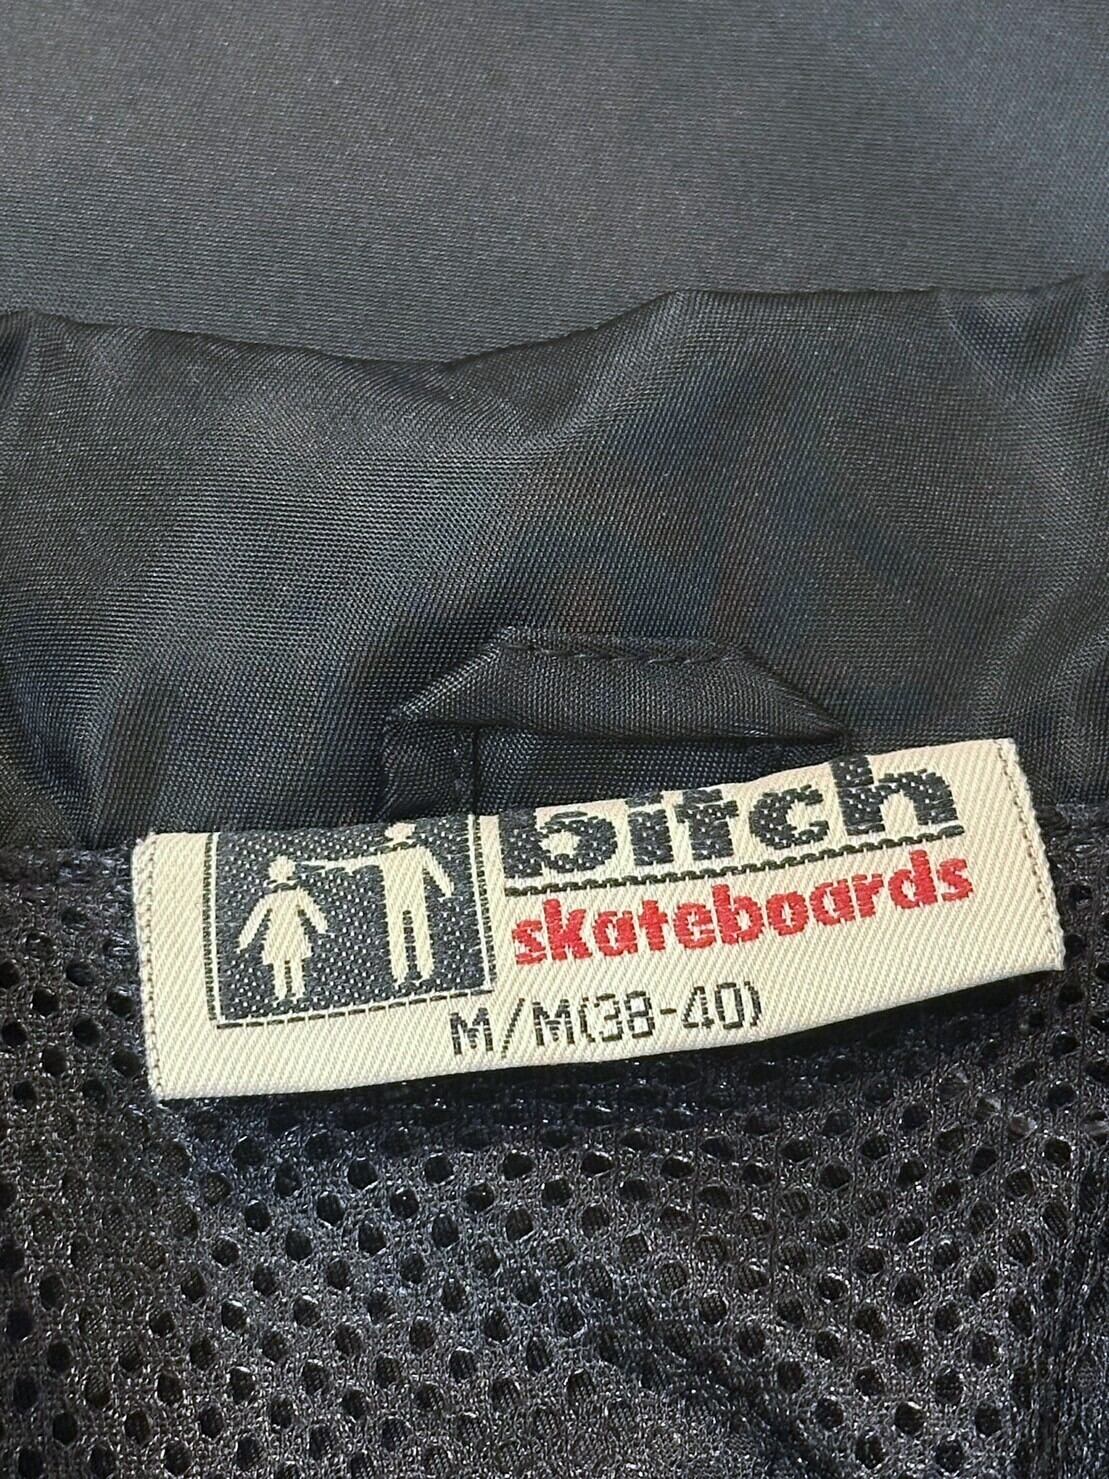 bitch
skateboards
M/M(38-40)